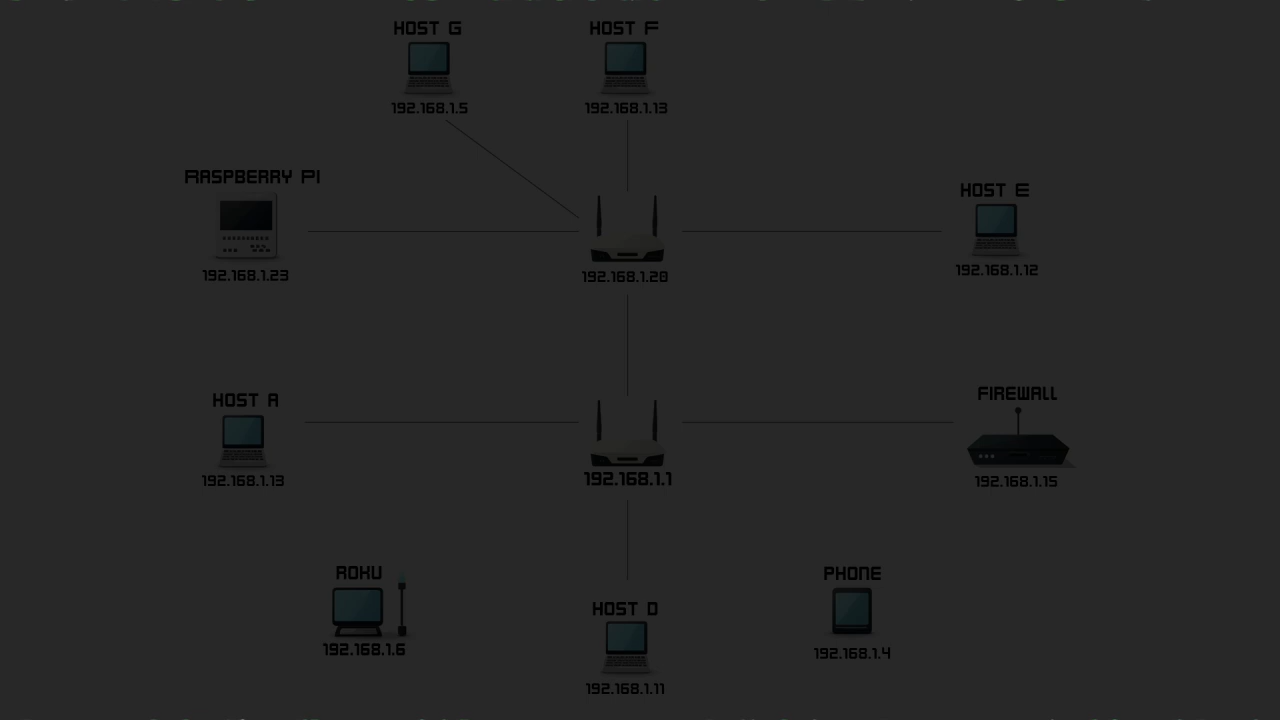 HOST G
HOST F
192.168.1.5
192.168.1.13
RASPBERRY PI
HOST E
192.168.1.23
192.168.1.20
192.168.1.12
HOST A
FIREWALL
192.168.1.13
192.168.1.1
192.168.1.15
ROKU
PHONE
HOST D
192.168.1.6
192.168.1.4
192.168.1.11